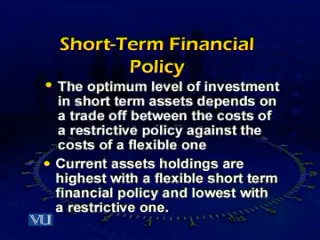 Short-Term Financial
Policy
• The optimum level of investment
in short term assets depends on
a trade off between the costs of
a restrictive policy against the
costs of a flexible one
• Current assets holdings are
highest with a flexible short term
financial policy and lowest with
a restrictive one.
VU